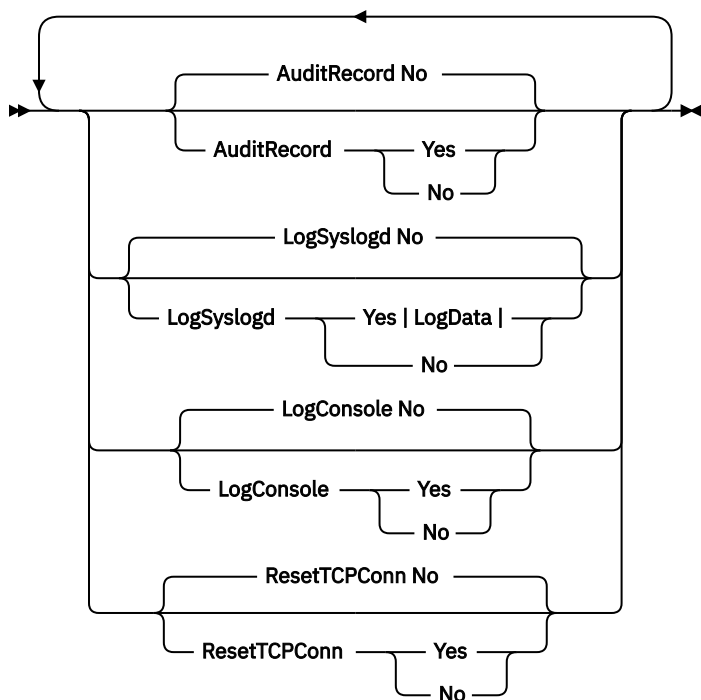 AuditRecord No
AuditRecord Yes
No
LogSyslogd No
LogSyslogd Yes | LogData |
No
LogConsole No
LogConsole Yes
No
ResetTCPConn No
ResetTCPConn Yes
No